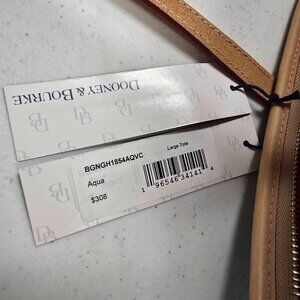 DOONEY & BOURKE
BGNGH1854AQVC
Large Tote
Aqua
$308
1 96546 34141 4